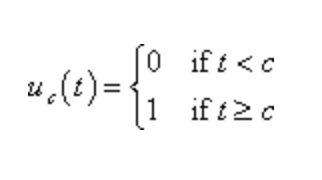 u_c(t) = { 0 if t < c
1 if t ≥ c